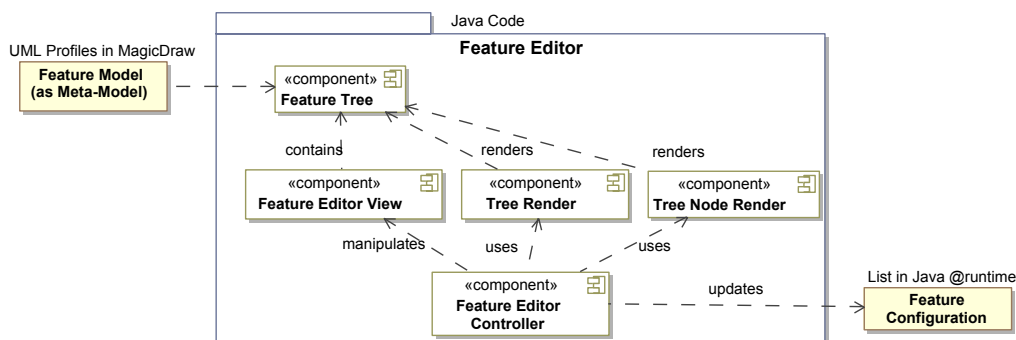 Java Code
Feature Editor
UML Profiles in MagicDraw
Feature Model
(as Meta-Model)
«component»
Feature Tree
contains
renders
renders
«component»
Feature Editor View
«component»
Tree Render
«component»
Tree Node Render
manipulates
uses
uses
«component»
Feature Editor
Controller
updates
List in Java @runtime
Feature
Configuration